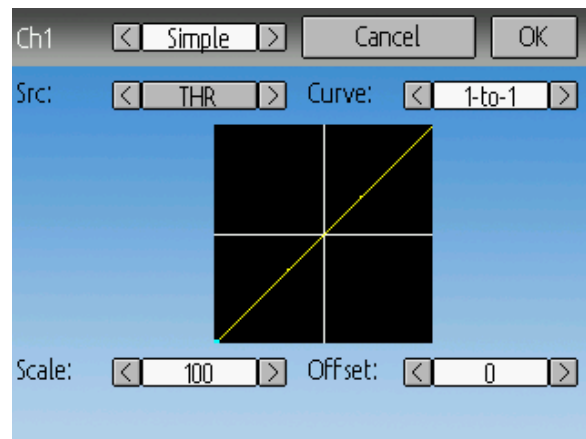 Ch1 < Simple > Cancel OK
Src: < THR > Curve: < 1-to-1 >
Scale: < 100 > Offset: < 0 >